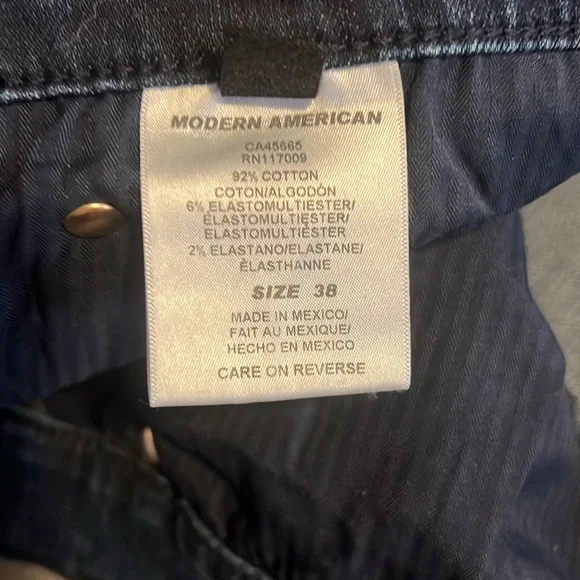 MODERN AMERICAN
CA45665
RN117009
92% COTTON
COTON/ALGODÓN
6% ELASTOMULTIESTER/
ÉLASTOMULTIESTER/
ELASTOMULTIÉSTER
2% ELASTANO/ELASTANE/
ÉLASTHANNE
SIZE 38
MADE IN MEXICO/
FAIT AU MEXIQUE/
HECHO EN MEXICO
CARE ON REVERSE